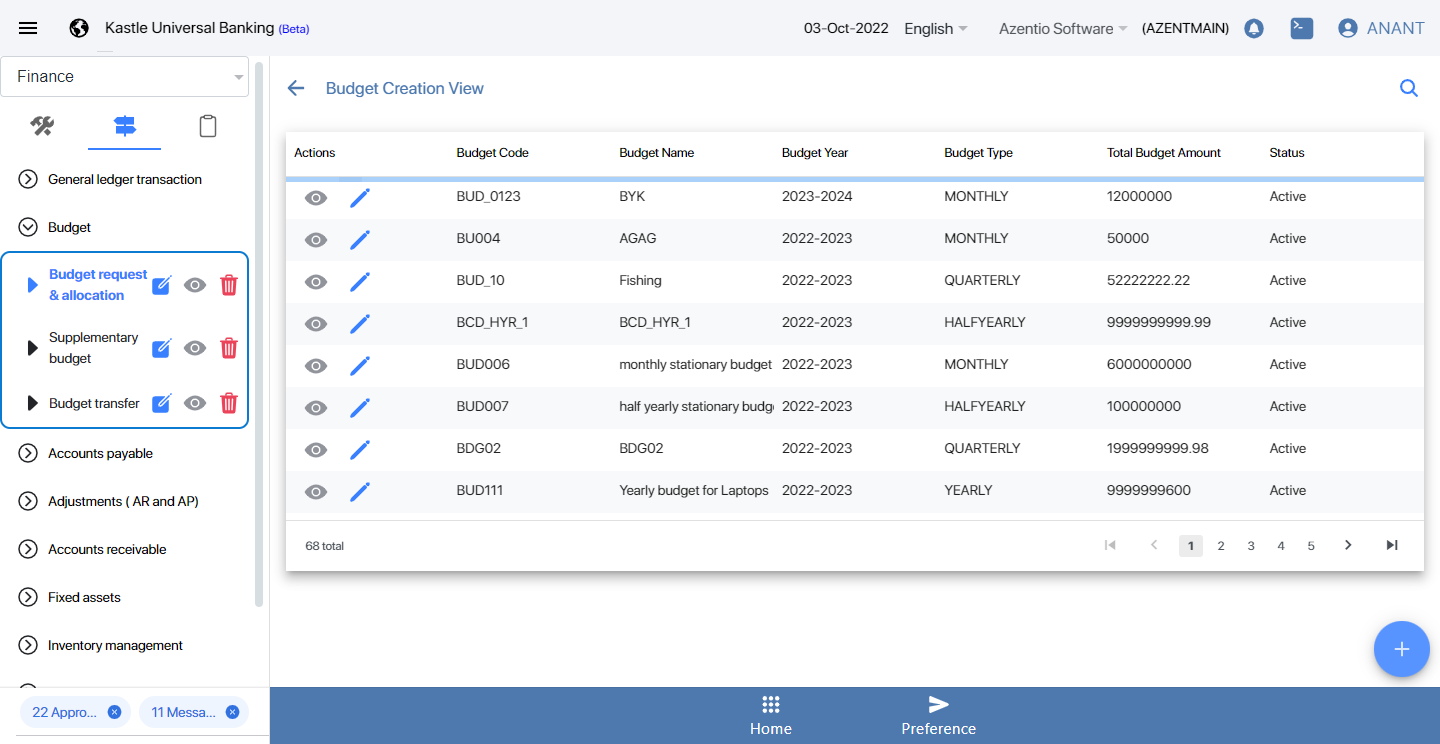 Kastle Universal Banking (Beta)
03-Oct-2022 English Azentio Software (AZENTMAIN) ANANT
Finance
General ledger transaction
Budget
Budget request
& allocation
Supplementary
budget
Budget transfer
Accounts payable
Adjustments ( AR and AP)
Accounts receivable
Fixed assets
Inventory management
22 Appro...
11 Messa...
Budget Creation View
Actions Budget Code Budget Name Budget Year Budget Type Total Budget Amount Status
BUD_0123 BYK 2023-2024 MONTHLY 12000000 Active
BU004 AGAG 2022-2023 MONTHLY 50000 Active
BUD_10 Fishing 2022-2023 QUARTERLY 52222222.22 Active
BCD_HYR_1 BCD_HYR_1 2022-2023 HALFYEARLY 9999999999.99 Active
BUD006 monthly stationary budget 2022-2023 MONTHLY 6000000000 Active
BUD007 half yearly stationary budg 2022-2023 HALFYEARLY 100000000 Active
BDG02 BDG02 2022-2023 QUARTERLY 1999999999.98 Active
BUD111 Yearly budget for Laptops 2022-2023 YEARLY 9999999600 Active
68 total
1 2 3 4 5
Home
Preference